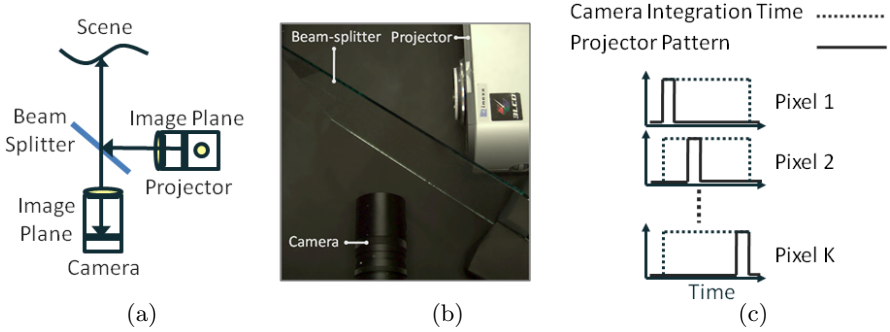 Scene
Beam
Splitter
Image Plane
Projector
Image
Plane
Camera
(a)
Beam-splitter
Projector
3LCD
Camera
(b)
Camera Integration Time
Projector Pattern
Pixel 1
Pixel 2
Pixel K
Time
(c)